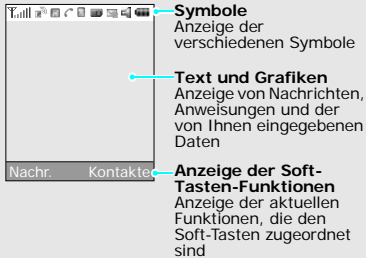 Symbole
Anzeige der
verschiedenen Symbole
Text und Grafiken
Anzeige von Nachrichten,
Anweisungen und der
von Ihnen eingegebenen
Daten
Nachr. Kontakte
Anzeige der Soft-
Tasten-Funktionen
Anzeige der aktuellen
Funktionen, die den
Soft-Tasten zugeordnet
sind